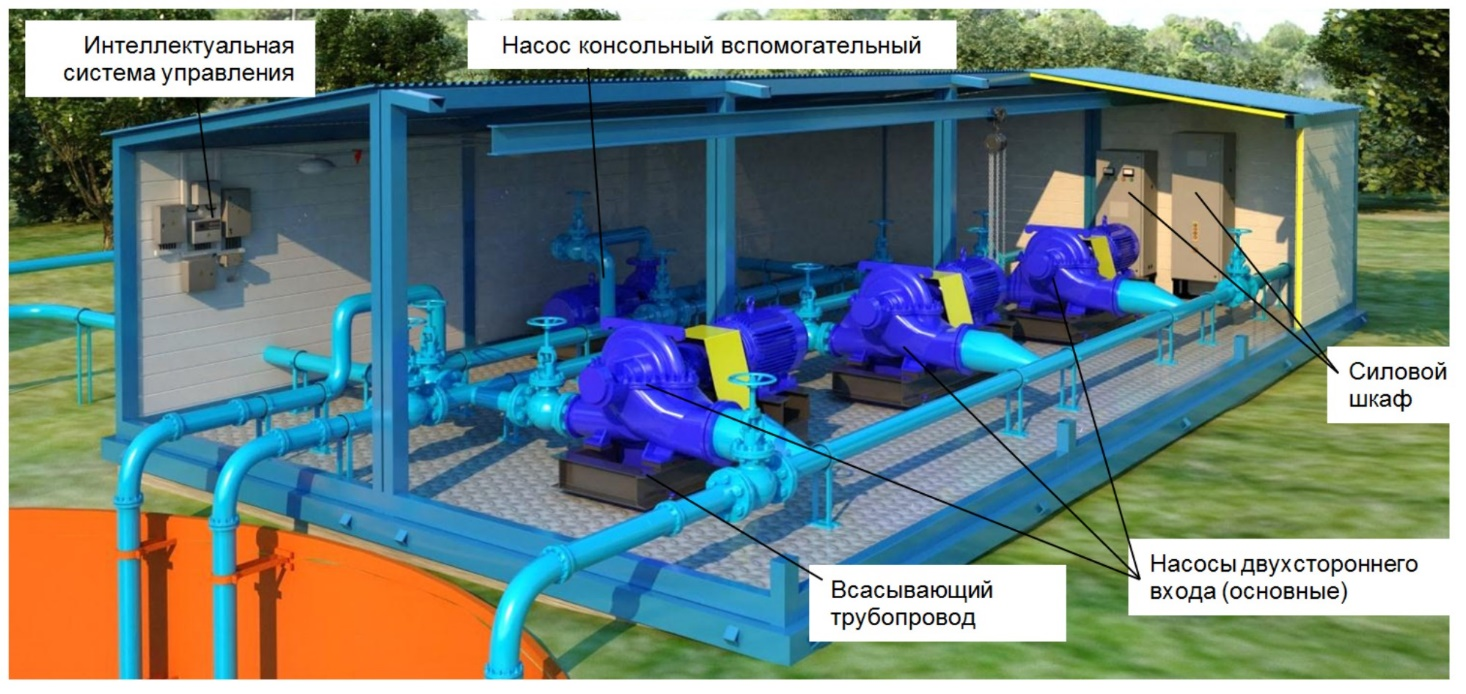 Интеллектуальная
система управления
Насос консольный вспомогательный
Силовой
шкаф
Насосы двухстороннего
входа (основные)
Всасывающий
трубопровод